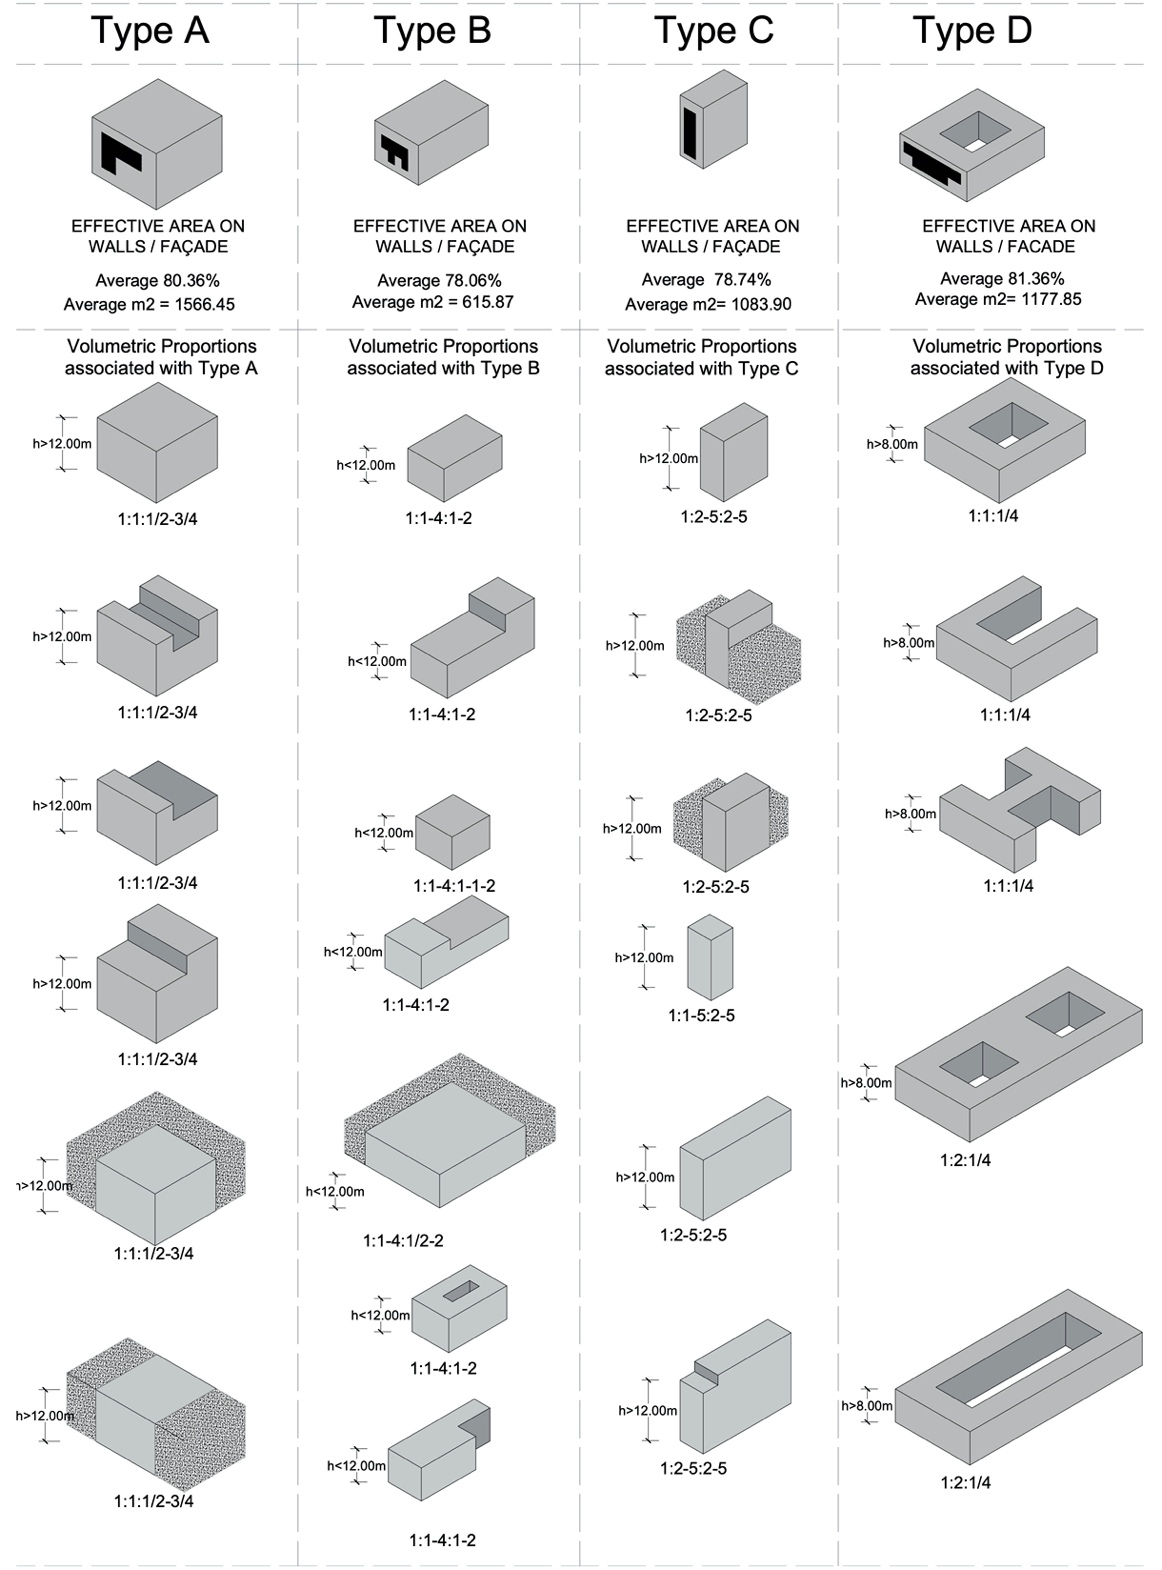 Type A
EFFECTIVE AREA ON
WALLS / FAÇADE
Average 80.36%
Average m2 = 1566.45
Volumetric Proportions
associated with Type A
h>12.00m
1:1:1/2-3/4
h>12.00m
1:1:1/2-3/4
h>12.00m
1:1:1/2-3/4
h>12.00m
1:1:1/2-3/4
h>12.00m
1:1:1/2-3/4
h>12.00m
1:1:1/2-3/4
Type B
EFFECTIVE AREA ON
WALLS / FAÇADE
Average 78.06%
Average m2 = 615.87
Volumetric Proportions
associated with Type B
h<12.00m
1:1-4:1-2
h<12.00m
1:1-4:1-2
h<12.00m
1:1-4:1-1-2
h<12.00m
1:1-4:1-2
h<12.00m
1:1-4:1/2-2
h<12.00m
1:1-4:1-2
h<12.00m
1:1-4:1-2
Type C
EFFECTIVE AREA ON
WALLS / FAÇADE
Average 78.74%
Average m2= 1083.90
Volumetric Proportions
associated with Type C
h>12.00m
1:2-5:2-5
h>12.00m
1:2-5:2-5
h>12.00m
1:2-5:2-5
h>12.00m
1:1-5:2-5
h>12.00m
1:2-5:2-5
h>12.00m
1:2-5:2-5
Type D
EFFECTIVE AREA ON
WALLS / FACADE
Average 81.36%
Average m2= 1177.85
Volumetric Proportions
associated with Type D
h>8.00m
1:1:1/4
h>8.00m
1:1:1/4
h>8.00m
1:1:1/4
h>8.00m
1:2:1/4
h>8.00m
1:2:1/4